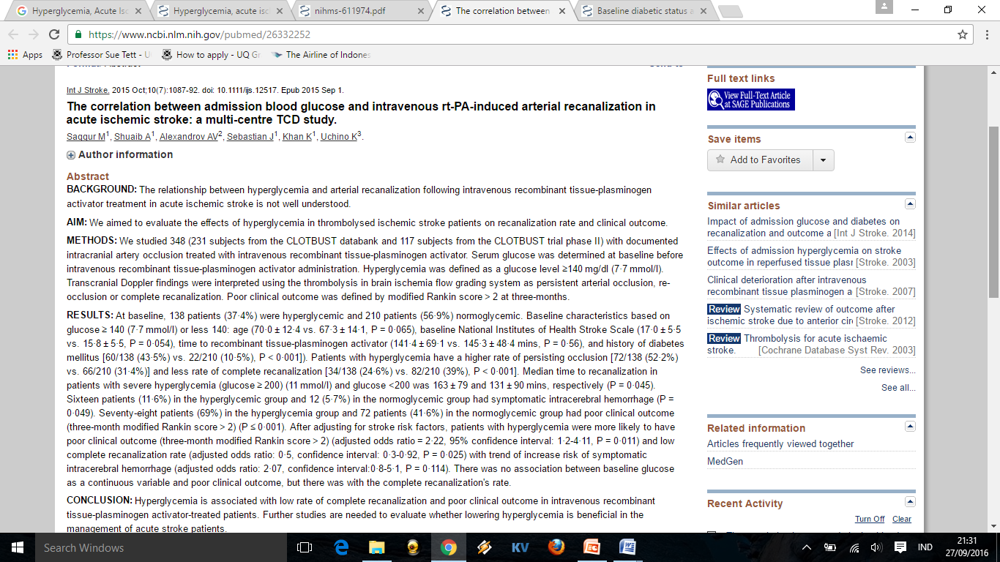 Hyperglycemia, Acute Isc
Hyperglycemia, acute isc
nihms-611974.pdf
The correlation between
Baseline diabetic status a
https://www.ncbi.nlm.nih.gov/pubmed/26332252
Apps
Professor Sue Tett - U
How to apply - UQ Gr
The Airline of Indones
Int J Stroke. 2015 Oct;10(7):1087-92. doi: 10.1111/ijs.12517. Epub 2015 Sep 1.
The correlation between admission blood glucose and intravenous rt-PA-induced arterial recanalization in
acute ischemic stroke: a multi-centre TCD study.
Saqqur M1, Shuaib A1, Alexandrov AV2, Sebastian J1, Khan K1, Uchino K3.
Author information
Abstract
BACKGROUND: The relationship between hyperglycemia and arterial recanalization following intravenous recombinant tissue-plasminogen
activator treatment in acute ischemic stroke is not well understood.
AIM: We aimed to evaluate the effects of hyperglycemia in thrombolysed ischemic stroke patients on recanalization rate and clinical outcome.
METHODS: We studied 348 (231 subjects from the CLOTBUST databank and 117 subjects from the CLOTBUST trial phase II) with documented
intracranial artery occlusion treated with intravenous recombinant tissue-plasminogen activator. Serum glucose was determined at baseline before
intravenous recombinant tissue-plasminogen activator administration. Hyperglycemia was defined as a glucose level ≥140 mg/dl (7·7 mmol/l).
Transcranial Doppler findings were interpreted using the thrombolysis in brain ischemia flow grading system as persistent arterial occlusion, re-
occlusion or complete recanalization. Poor clinical outcome was defined by modified Rankin score > 2 at three-months.
RESULTS: At baseline, 138 patients (37·4%) were hyperglycemic and 210 patients (56·9%) normoglycemic. Baseline characteristics based on
glucose ≥ 140 (7·7 mmol/l) or less 140: age (70·0 ± 12·4 vs. 67·3 ± 14·1, P = 0·065), baseline National Institutes of Health Stroke Scale (17·0 ± 5·5
vs. 15·8 ± 5·5, P = 0·054), time to recombinant tissue-plasminogen activator (141·4 ± 69·1 vs. 145·3 ± 48·4 mins, P = 0·56), and history of diabetes
mellitus [60/138 (43·5%) vs. 22/210 (10·5%), P < 0·001]). Patients with hyperglycemia have a higher rate of persisting occlusion [72/138 (52·2%)
vs. 66/210 (31·4%)] and less rate of complete recanalization [34/138 (24·6%) vs. 82/210 (39%), P < 0·001]. Median time to recanalization in
patients with severe hyperglycemia (glucose ≥ 200) (11 mmol/l) and glucose <200 was 163 ± 79 and 131 ± 90 mins, respectively (P = 0·045).
Sixteen patients (11·6%) in the hyperglycemic group and 12 (5·7%) in the normoglycemic group had symptomatic intracerebral hemorrhage (P =
0·049). Seventy-eight patients (69%) in the hyperglycemia group and 72 patients (41·6%) in the normoglycemic group had poor clinical outcome
(three-month modified Rankin score > 2) (P ≤ 0·001). After adjusting for stroke risk factors, patients with hyperglycemia were more likely to have
poor clinical outcome (three-month modified Rankin score > 2) (adjusted odds ratio = 2·22, 95% confidence interval: 1·2-4·11, P = 0·011) and low
complete recanalization rate (adjusted odds ratio: 0·5, confidence interval: 0·3-0·92, P = 0·025) with trend of increase risk of symptomatic
intracerebral hemorrhage (adjusted odds ratio: 2·07, confidence interval:0·8-5·1, P = 0·114). There was no association between baseline glucose
as a continuous variable and poor clinical outcome, but there was with the complete recanalization's rate.
CONCLUSION: Hyperglycemia is associated with low rate of complete recanalization and poor clinical outcome in intravenous recombinant
tissue-plasminogen activator-treated patients. Further studies are needed to evaluate whether lowering hyperglycemia is beneficial in the
management of acute stroke patients.
Full text links
View Full-Text Article
at SAGE Publications
Save items
Add to Favorites
Similar articles
Impact of admission glucose and diabetes on
recanalization and outcome a [Int J Stroke. 2014]
Effects of admission hyperglycemia on stroke
outcome in reperfused tissue plas [Stroke. 2003]
Clinical deterioration after intravenous
recombinant tissue plasminogen a [Stroke. 2007]
Review Systematic review of outcome after
ischemic stroke due to anterior cir [Stroke. 2012]
Review Thrombolysis for acute ischaemic
stroke. [Cochrane Database Syst Rev. 2003]
See reviews...
See all...
Related information
Articles frequently viewed together
MedGen
Recent Activity
Turn Off Clear
Search Windows
KV
IND
21:31
27/09/2016